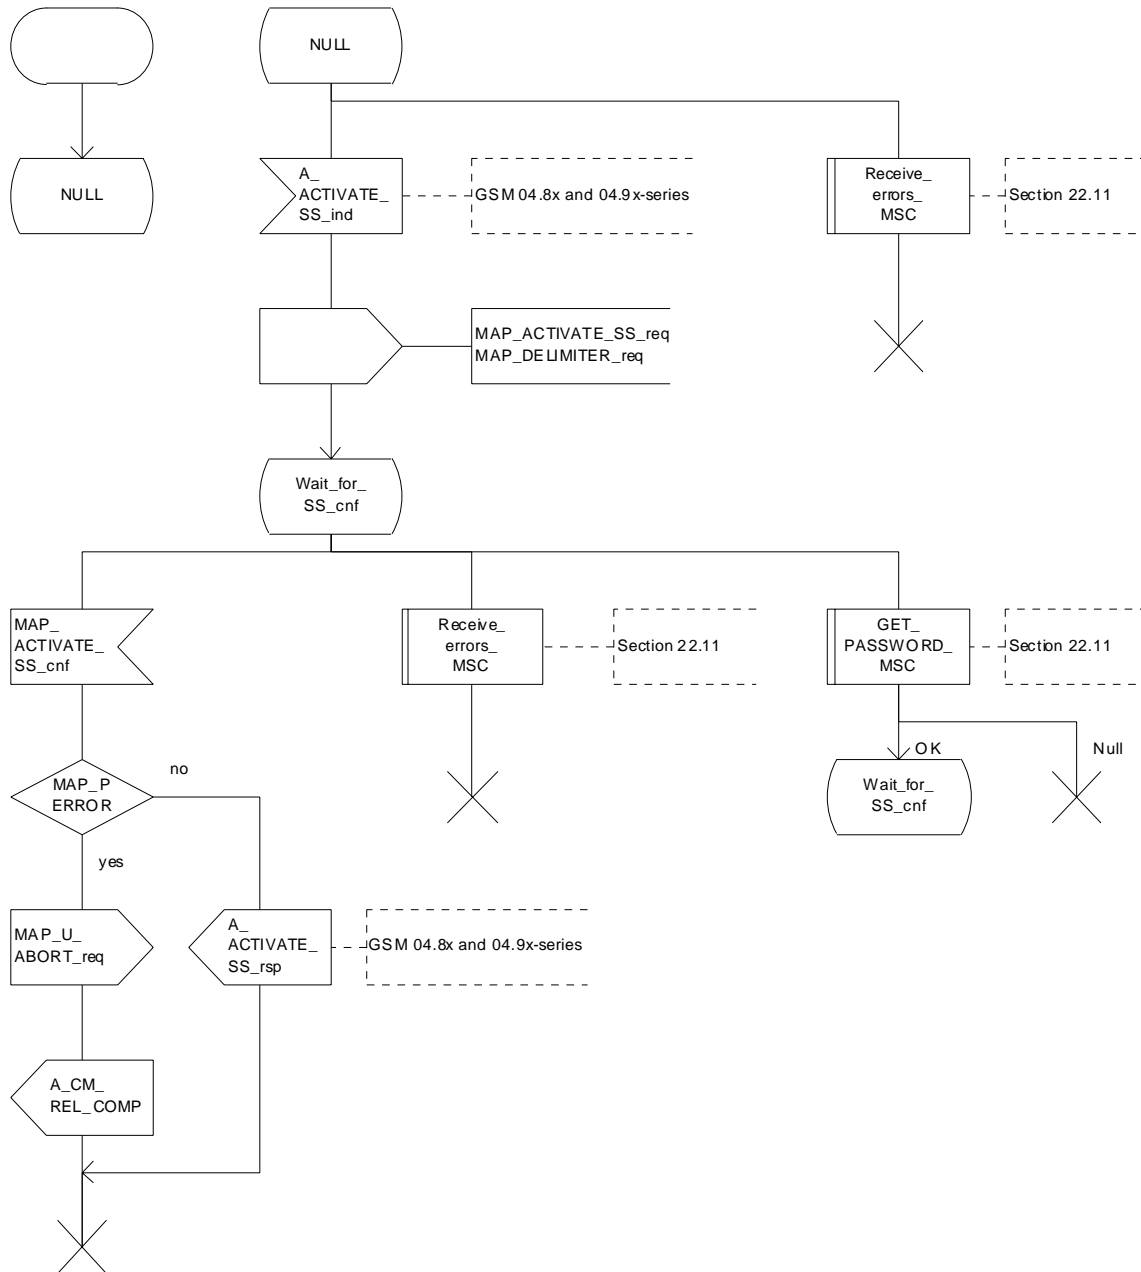 NULL
NULL
A_
ACTIVATE_
SS_ind
GSM 04.8x and 04.9x-series
Receive_
errors_
MSC
Section 22.11
MAP_ACTIVATE_SS_req
MAP_DELIMITER_req
Wait_for_
SS_cnf
MAP_
ACTIVATE_
SS_cnf
Receive_
errors_
MSC
Section 22.11
GET_
PASSWORD_
MSC
Section 22.11
OK
Null
Wait_for_
SS_cnf
MAP_P
ERROR
no
yes
MAP_U_
ABORT_req
A_
ACTIVATE_
SS_rsp
GSM 04.8x and 04.9x-series
A_CM_
REL_COMP